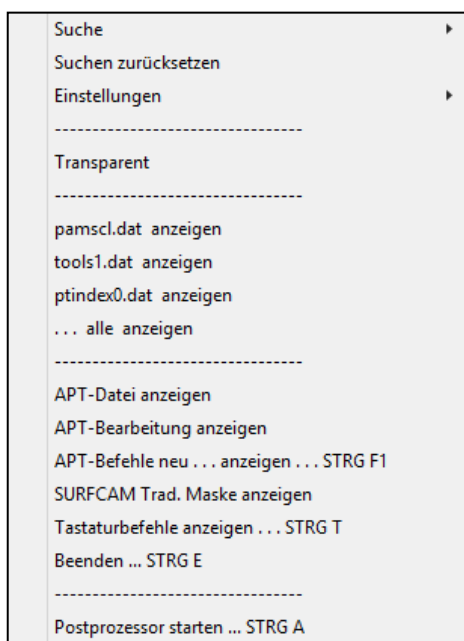 Suche
Suchen zurücksetzen
Einstellungen
---------------------------------
Transparent
---------------------------------
pamscl.dat  anzeigen
tools1.dat  anzeigen
ptindex0.dat  anzeigen
. . .  alle  anzeigen
---------------------------------
APT-Datei anzeigen
APT-Bearbeitung anzeigen
APT-Befehle neu . . . anzeigen . . . STRG F1
SURFCAM Trad. Maske anzeigen
Tastaturbefehle anzeigen . . . STRG T
Beenden ... STRG E
---------------------------------
Postprozessor starten ... STRG A